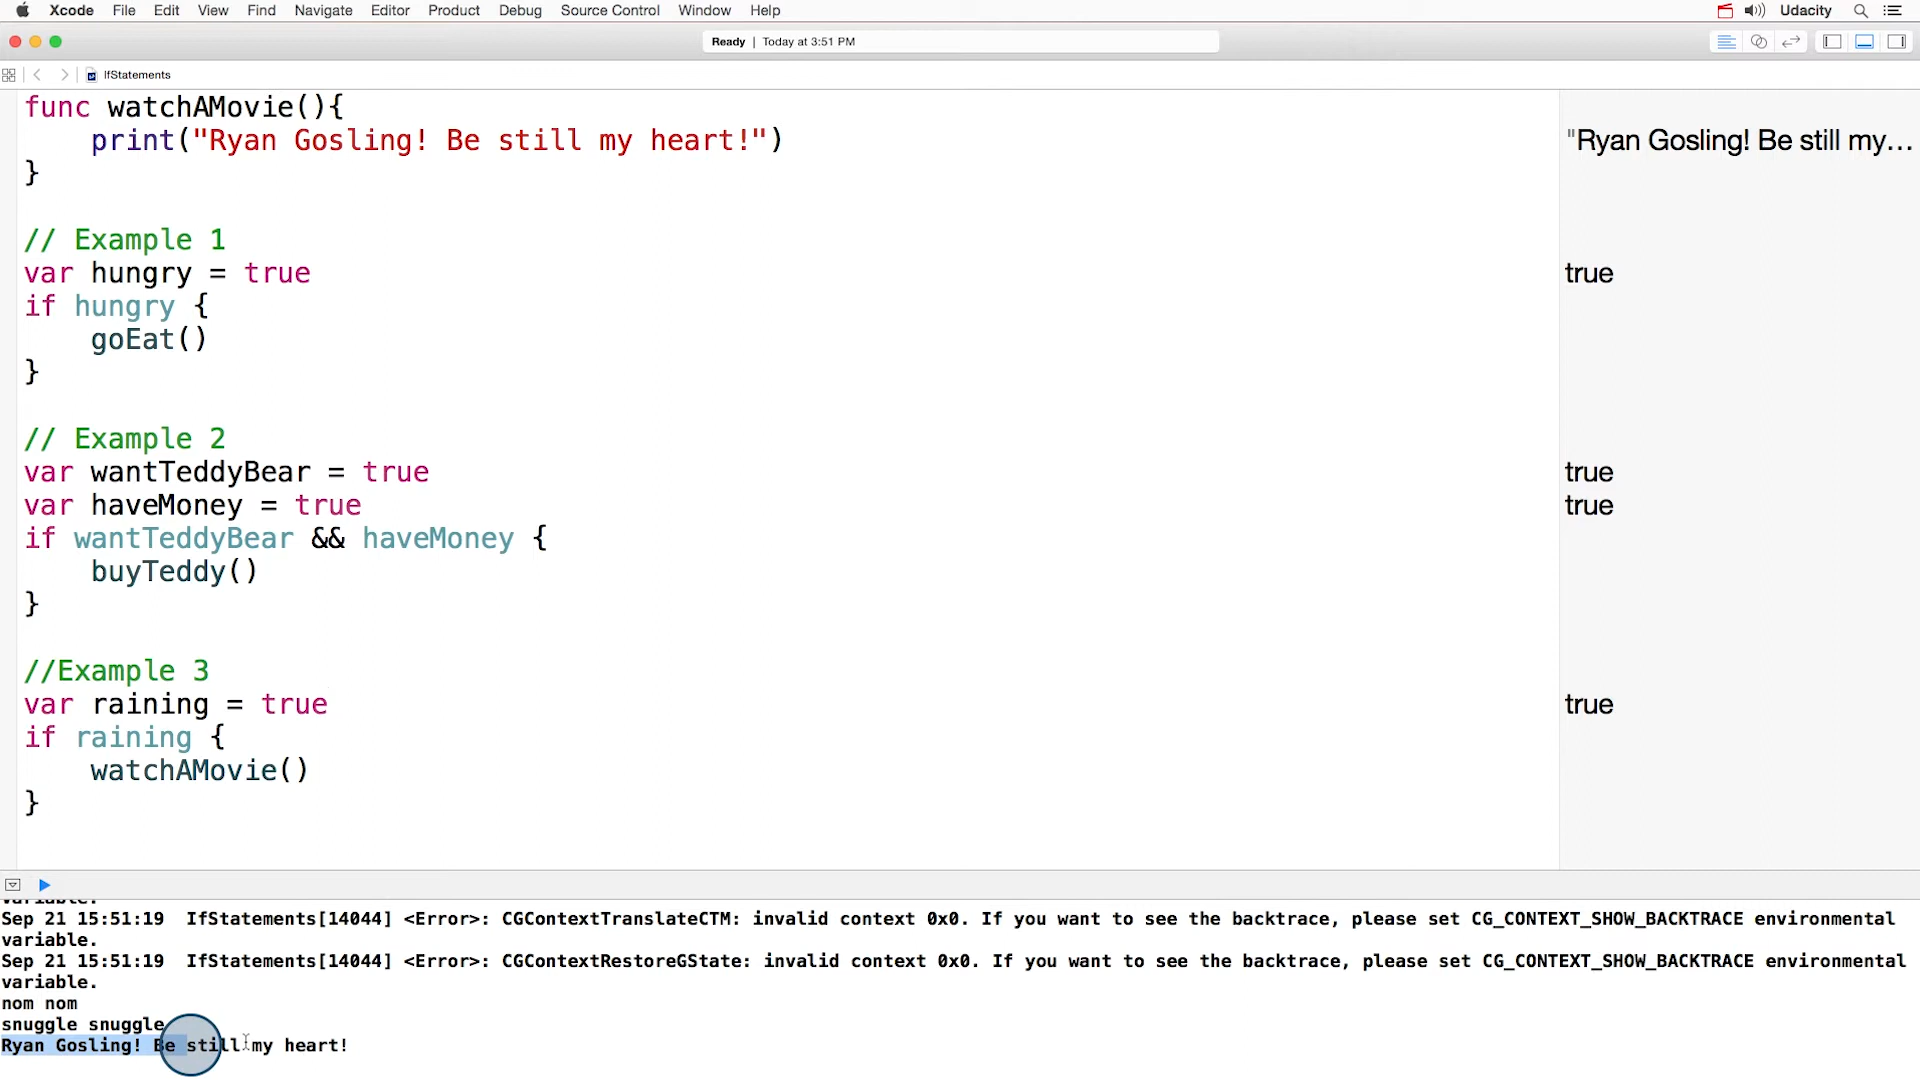 Xcode File Edit View Find Navigate Editor Product Debug Source Control Window Help Udacity
Ready | Today at 3:51 PM
IfStatements
func watchAMovie(){
print("Ryan Gosling! Be still my heart!") "Ryan Gosling! Be still my...
}
// Example 1
var hungry = true true
if hungry {
goEat()
}
// Example 2
var wantTeddyBear = true true
var haveMoney = true true
if wantTeddyBear && haveMoney {
buyTeddy()
}
//Example 3
var raining = true true
if raining {
watchAMovie()
}
variable.
Sep 21 15:51:19 IfStatements[14044] <Error>: CGContextTranslateCTM: invalid context 0x0. If you want to see the backtrace, please set CG_CONTEXT_SHOW_BACKTRACE environmental
variable.
Sep 21 15:51:19 IfStatements[14044] <Error>: CGContextRestoreGState: invalid context 0x0. If you want to see the backtrace, please set CG_CONTEXT_SHOW_BACKTRACE environmental
variable.
nom nom
snuggle snuggle
Ryan Gosling! Be still my heart!